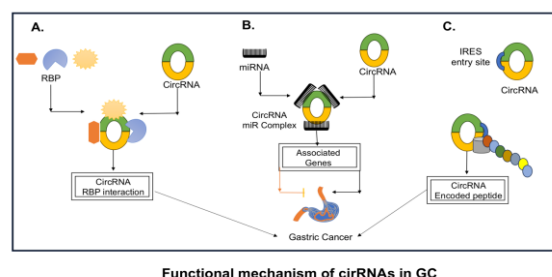 A.
RBP
CircRNA
CircRNA
RBP interaction
B.
miRNA
CircRNA
CircRNA
miR Complex
Associated
Genes
Gastric Cancer
C.
IRES
entry site
CircRNA
CircRNA
Encoded peptide
Functional mechanism of cirRNAs in GC